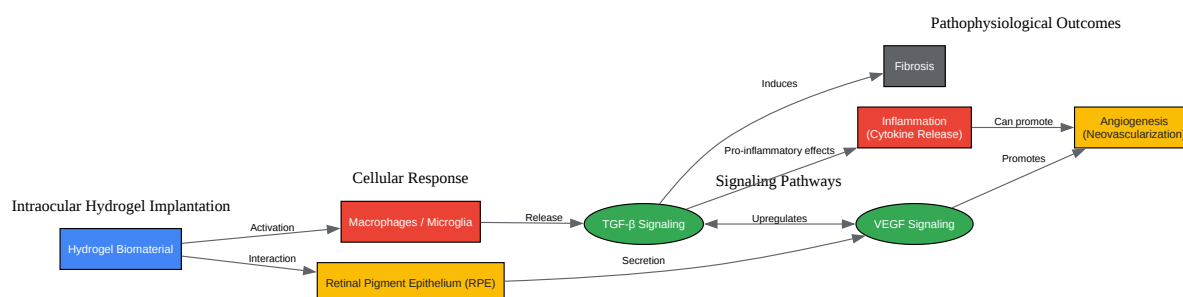 Pathophysiological Outcomes
Fibrosis
Induces
Inflammation
(Cytokine Release)
Can promote
Angiogenesis
(Neovascularization)
Pro-inflammatory effects
Promotes
Cellular Response
Signaling Pathways
Intraocular Hydrogel Implantation
Macrophages / Microglia
Release
TGF-β Signaling
Upregulates
VEGF Signaling
Activation
Hydrogel Biomaterial
Interaction
Secretion
Retinal Pigment Epithelium (RPE)